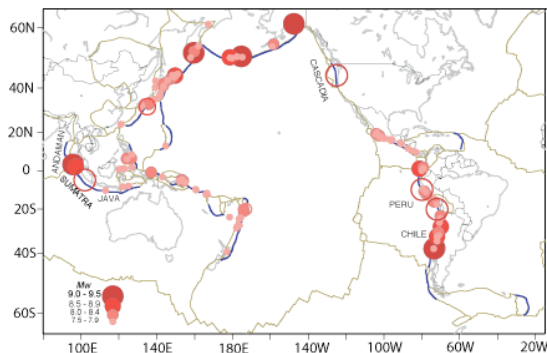 60N
40N
20N
0
20S
40S
60S
100E
140E
180E
140W
100W
60W
20W
CASCADIA
ANDAMAN
SUMATRA
JAVA
PERU
CHILE
Mw
9.0 - 9.5
8.5 - 8.9
8.0 - 8.4
7.5 - 7.9